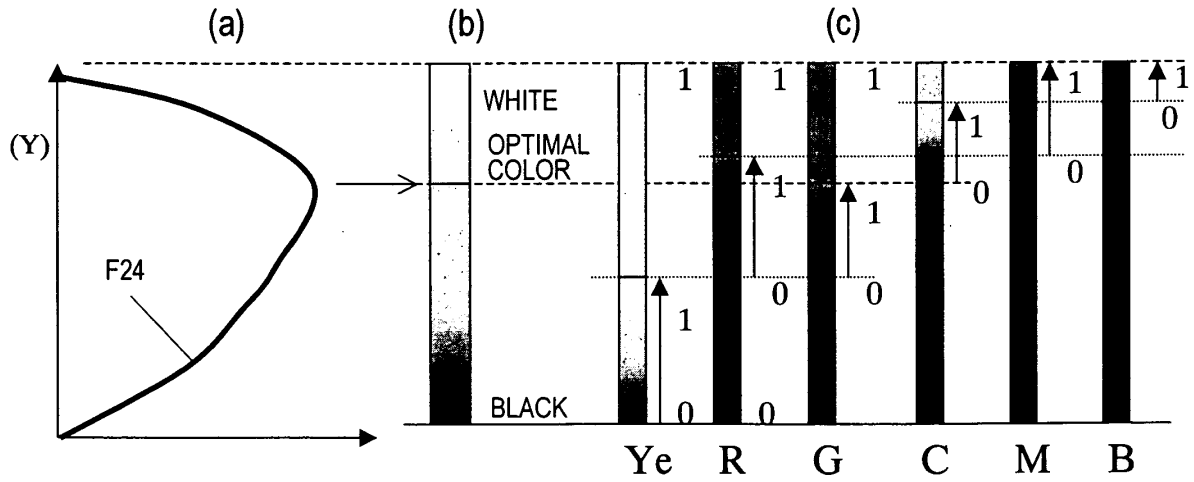 (a) (b) (c)
1 1 1 1 1
WHITE
1 0
(Y)
OPTIMAL
COLOR
1 0 0
1
F24
0 0
1
BLACK
0 0
Ye R G C M B